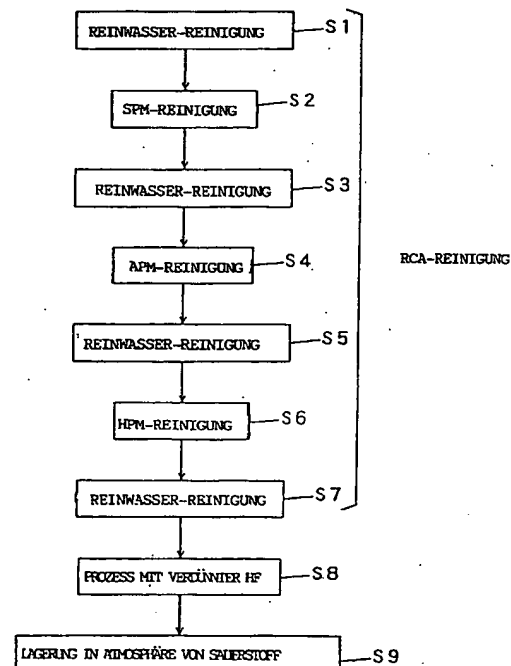 REINWASSER-REINIGUNG S1
SPM-REINIGUNG S2
REINWASSER-REINIGUNG S3
APM-REINIGUNG S4
RCA-REINIGUNG
REINWASSER-REINIGUNG S5
HPM-REINIGUNG S6
REINWASSER-REINIGUNG S7
PROZESS MIT VERDÜNNTER HF S8
LAGERUNG IN ATMOSPHÄRE VON SAUERSTOFF S9